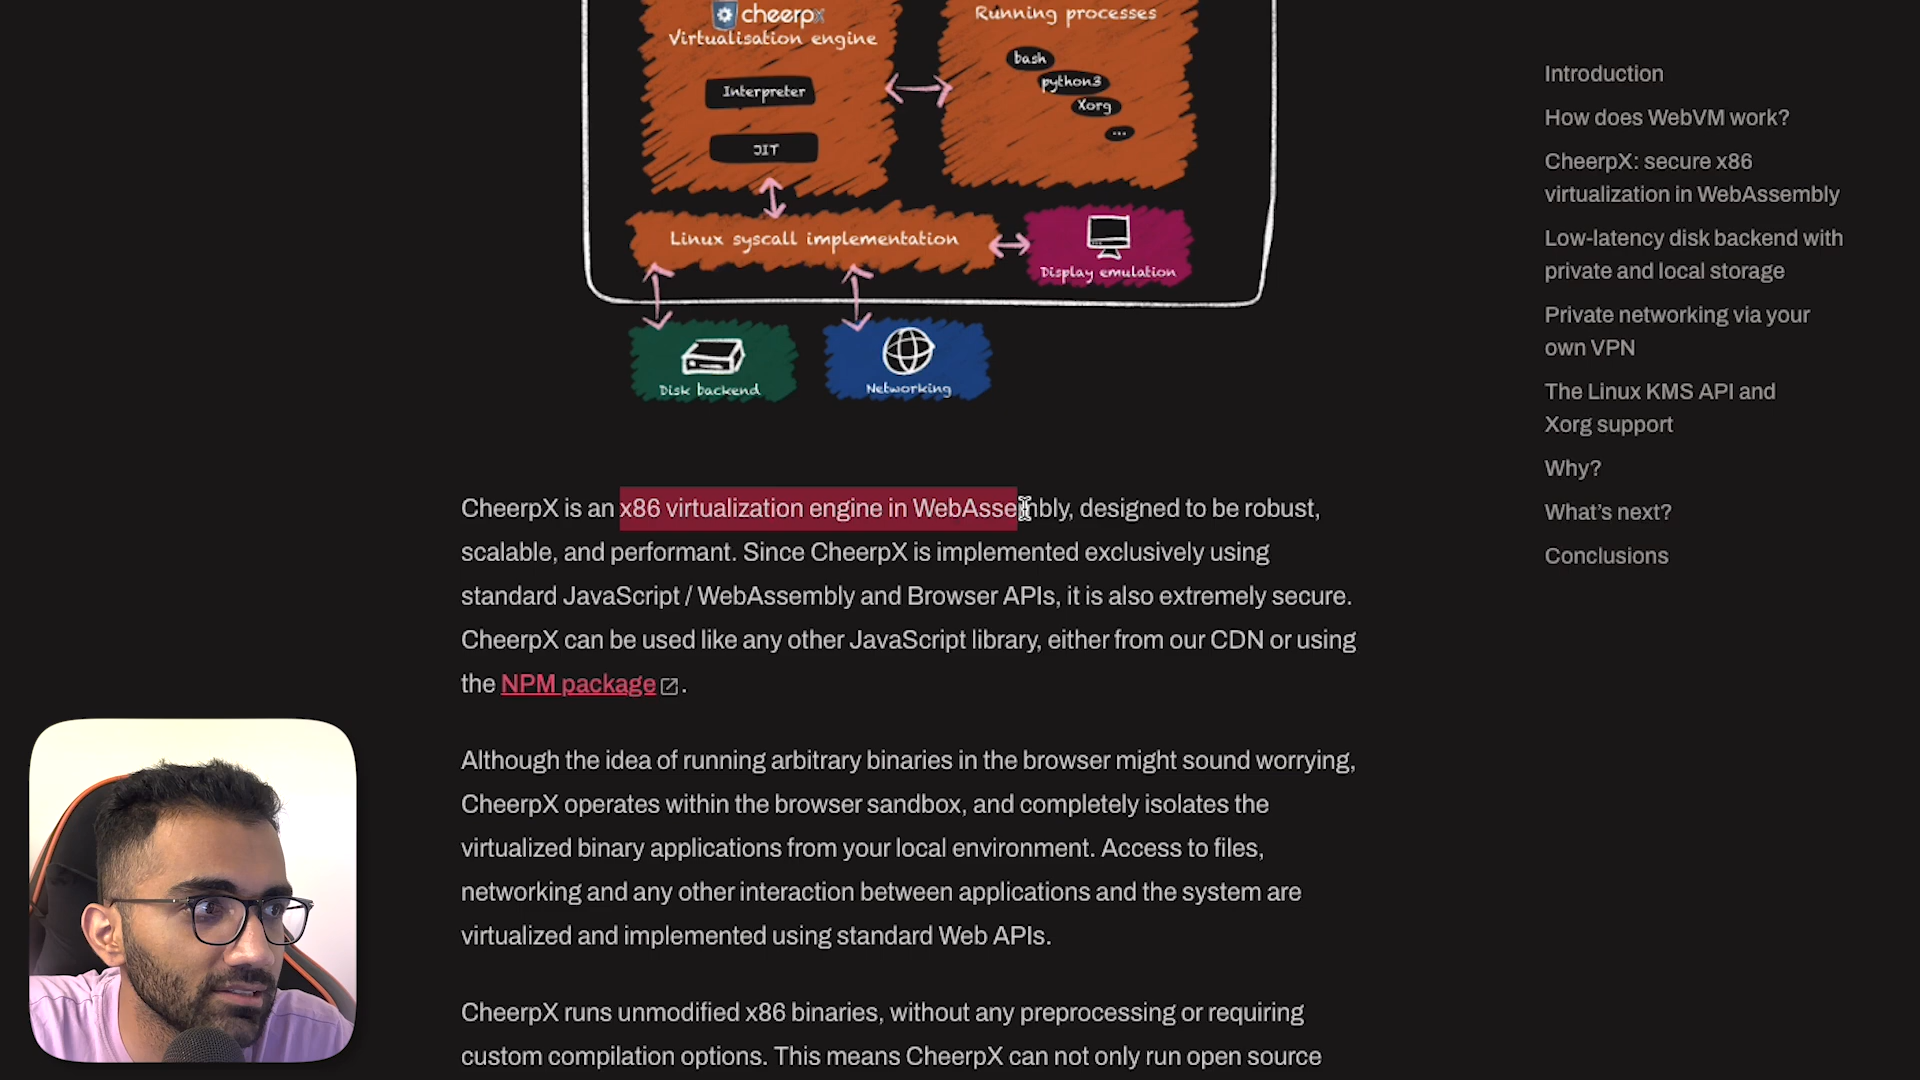 cheerpx
Virtualisation engine
Interpreter
JIT
Running processes
bash
python3
Xorg
...
Linux syscall implementation
Display emulation
Disk backend
Networking
CheerpX is an x86 virtualization engine in WebAssembly, designed to be robust,
scalable, and performant. Since CheerpX is implemented exclusively using
standard JavaScript / WebAssembly and Browser APIs, it is also extremely secure.
CheerpX can be used like any other JavaScript library, either from our CDN or using
the NPM package.
Although the idea of running arbitrary binaries in the browser might sound worrying,
CheerpX operates within the browser sandbox, and completely isolates the
virtualized binary applications from your local environment. Access to files,
networking and any other interaction between applications and the system are
virtualized and implemented using standard Web APIs.
CheerpX runs unmodified x86 binaries, without any preprocessing or requiring
custom compilation options. This means CheerpX can not only run open source
Introduction
How does WebVM work?
CheerpX: secure x86
virtualization in WebAssembly
Low-latency disk backend with
private and local storage
Private networking via your
own VPN
The Linux KMS API and
Xorg support
Why?
What’s next?
Conclusions